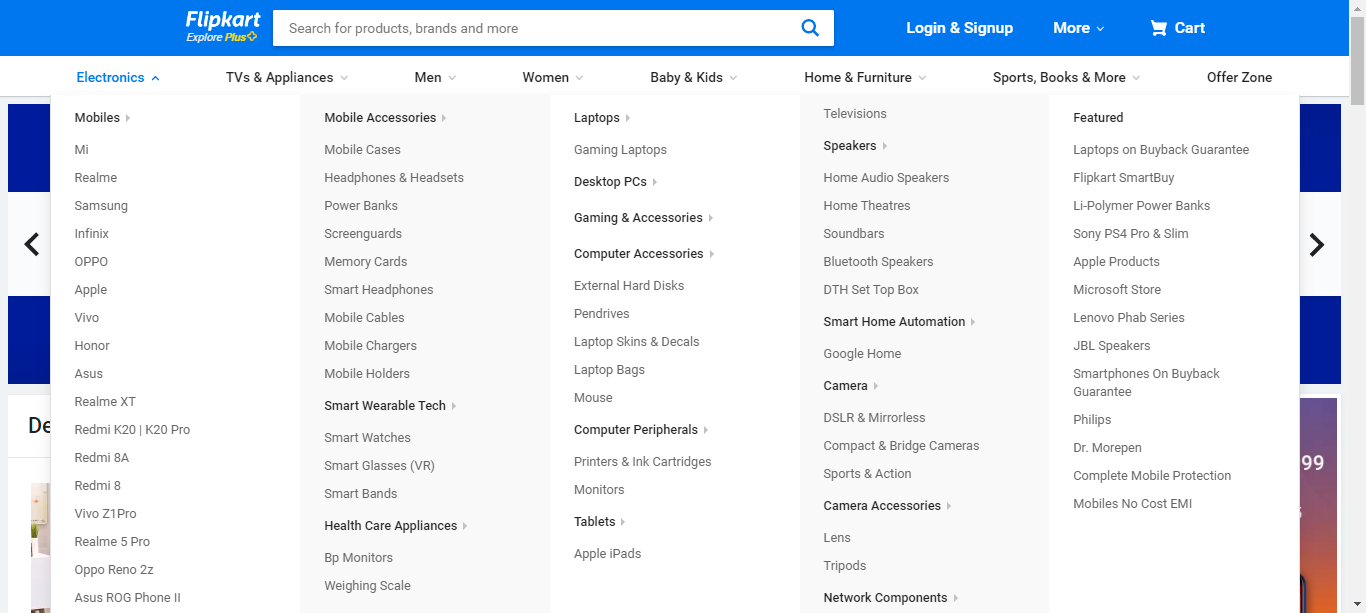 Flipkart
Explore Plus
Search for products, brands and more
Login & Signup
More
Cart
Electronics
TVs & Appliances
Men
Women
Baby & Kids
Home & Furniture
Sports, Books & More
Offer Zone
Mobiles
Mi
Realme
Samsung
Infinix
OPPO
Apple
Vivo
Honor
Asus
Realme XT
Redmi K20 | K20 Pro
Redmi 8A
Redmi 8
Vivo Z1Pro
Realme 5 Pro
Oppo Reno 2z
Asus ROG Phone II
Mobile Accessories
Mobile Cases
Headphones & Headsets
Power Banks
Screenguards
Memory Cards
Smart Headphones
Mobile Cables
Mobile Chargers
Mobile Holders
Smart Wearable Tech
Smart Watches
Smart Glasses (VR)
Smart Bands
Health Care Appliances
Bp Monitors
Weighing Scale
Laptops
Gaming Laptops
Desktop PCs
Gaming & Accessories
Computer Accessories
External Hard Disks
Pendrives
Laptop Skins & Decals
Laptop Bags
Mouse
Computer Peripherals
Printers & Ink Cartridges
Monitors
Tablets
Apple iPads
Televisions
Speakers
Home Audio Speakers
Home Theatres
Soundbars
Bluetooth Speakers
DTH Set Top Box
Smart Home Automation
Google Home
Camera
DSLR & Mirrorless
Compact & Bridge Cameras
Sports & Action
Camera Accessories
Lens
Tripods
Network Components
Featured
Laptops on Buyback Guarantee
Flipkart SmartBuy
Li-Polymer Power Banks
Sony PS4 Pro & Slim
Apple Products
Microsoft Store
Lenovo Phab Series
JBL Speakers
Smartphones On Buyback
Guarantee
Philips
Dr. Morepen
Complete Mobile Protection
Mobiles No Cost EMI
De
99